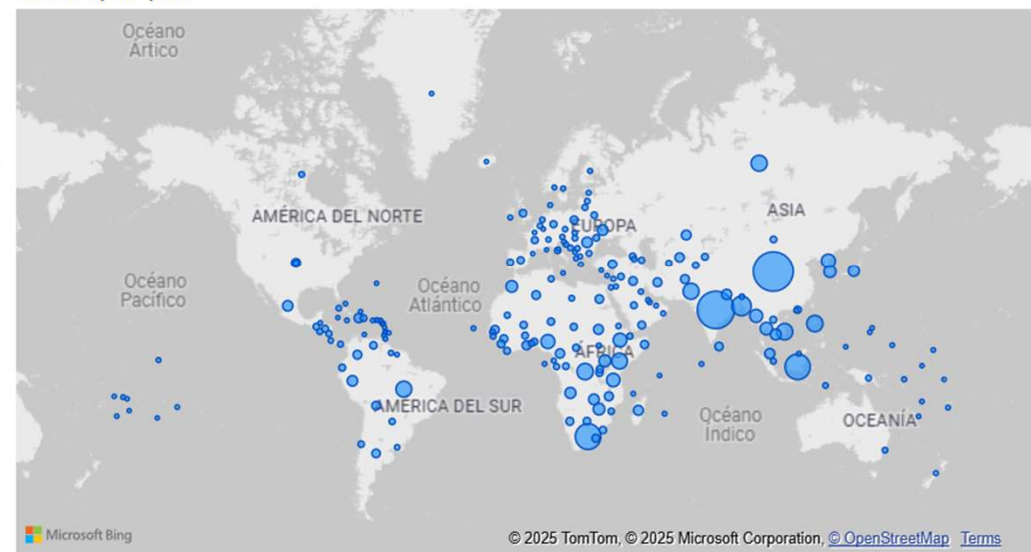 Océano
Ártico
AMÉRICA DEL NORTE
EUROPA
ASIA
Océano
Pacífico
Océano
Atlántico
ÁFRICA
AMÉRICA DEL SUR
Océano
Índico
OCEANÍA
Microsoft Bing
© 2025 TomTom, © 2025 Microsoft Corporation, © OpenStreetMap Terms